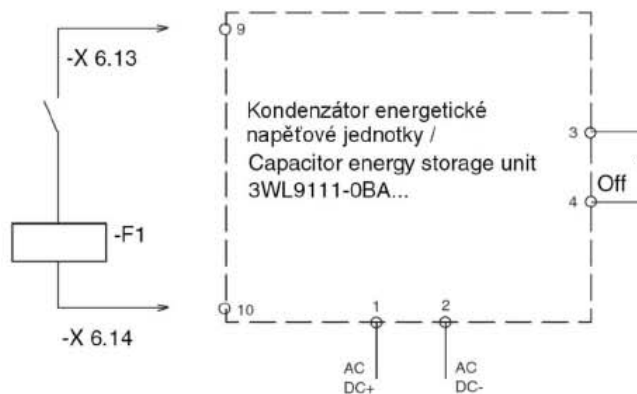 -X 6.13
9
Kondenzátor energetické
napěťové jednotky /
Capacitor energy storage unit
3WL9111-0BA...
3
4
Off
-F1
10
-X 6.14
1
2
AC
DC+
AC
DC-